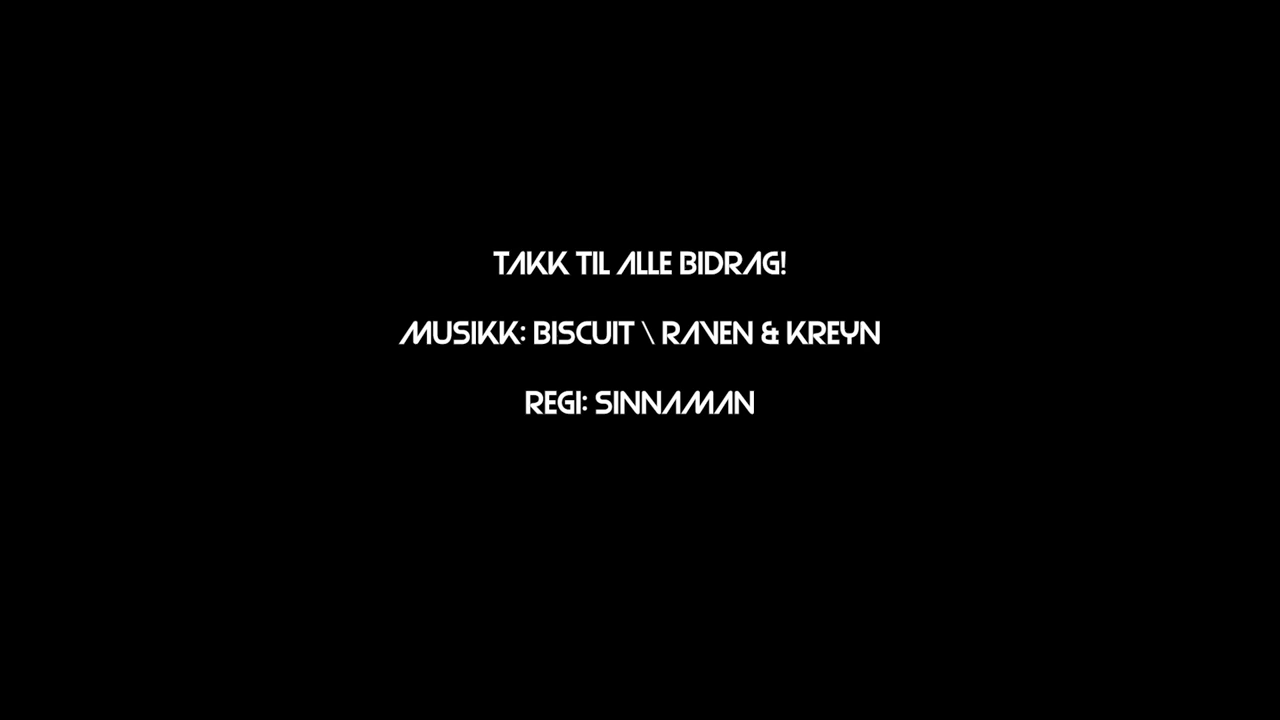 TAKK TIL ALLE BIDRAG!
MUSIKK: BISCUIT \ RAVEN & KREYN
REGI: SINNAMAN